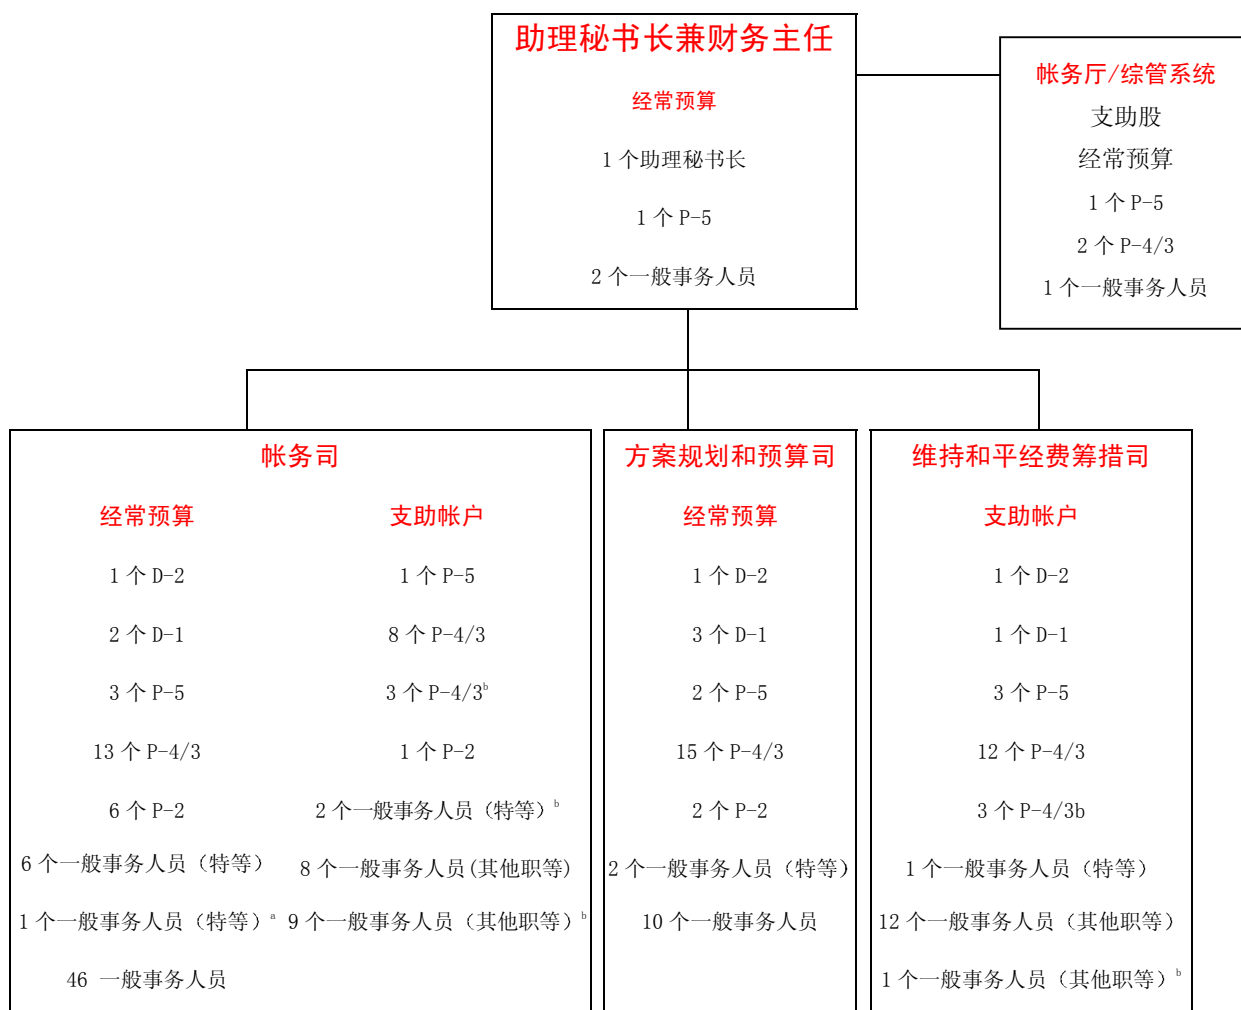 助理秘书长兼财务主任
经常预算
1 个助理秘书长
1 个 P-5
2 个一般事务人员
帐务厅/综管系统
支助股
经常预算
1 个 P-5
2 个 P-4/3
1 个一般事务人员
帐务司
经常预算
1 个 D-2
2 个 D-1
3 个 P-5
13 个 P-4/3
6 个 P-2
6 个一般事务人员（特等）
1 个一般事务人员（特等）a
46 一般事务人员
支助帐户
1 个 P-5
8 个 P-4/3
3 个 P-4/3b
1 个 P-2
2 个一般事务人员（特等）b
8 个一般事务人员(其他职等)
9 个一般事务人员（其他职等）b
方案规划和预算司
经常预算
1 个 D-2
3 个 D-1
2 个 P-5
15 个 P-4/3
2 个 P-2
2 个一般事务人员（特等）
10 个一般事务人员
维持和平经费筹措司
支助帐户
1 个 D-2
1 个 D-1
3 个 P-5
12 个 P-4/3
3 个 P-4/3b
1 个一般事务人员（特等）
12 个一般事务人员（其他职等）
1 个一般事务人员（其他职等）b